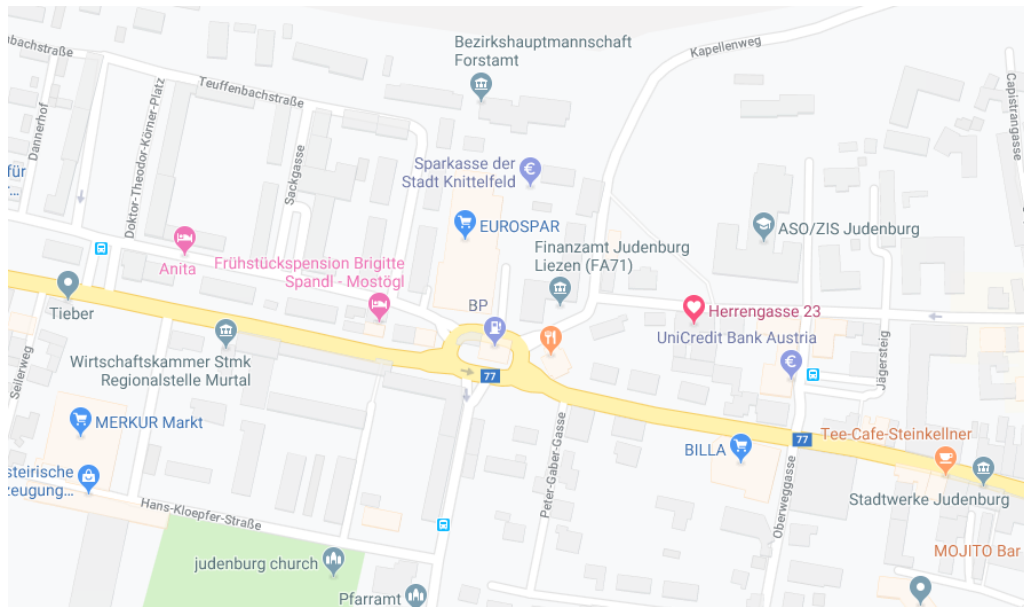 Bezirkshauptmannschaft
Forstamt
Kapellenweg
Teuffenbachstraße
Capistrangasse
Dannerhof
Doktor-Theodor-Körner-Platz
Sackgasse
Sparkasse der
Stadt Knittelfeld
für
EUROSPAR
ASO/ZIS Judenburg
Finanzamt Judenburg
Liezen (FA71)
Anita
Frühstückspension Brigitte
Spandl - Mostögl
Tieber
BP
Herrengasse 23
UniCredit Bank Austria
Wirtschaftskammer Stmk
Regionalstelle Murtal
77
Jägersteig
Seilerweg
MERKUR Markt
Peter-Gaber-Gasse
BILLA
77
Tee-Cafe-Steinkellner
Oberweggasse
steirische
zeugung...
Stadtwerke Judenburg
Hans-Kloepfer-Straße
judenburg church
MOJITO Bar
Pfarramt